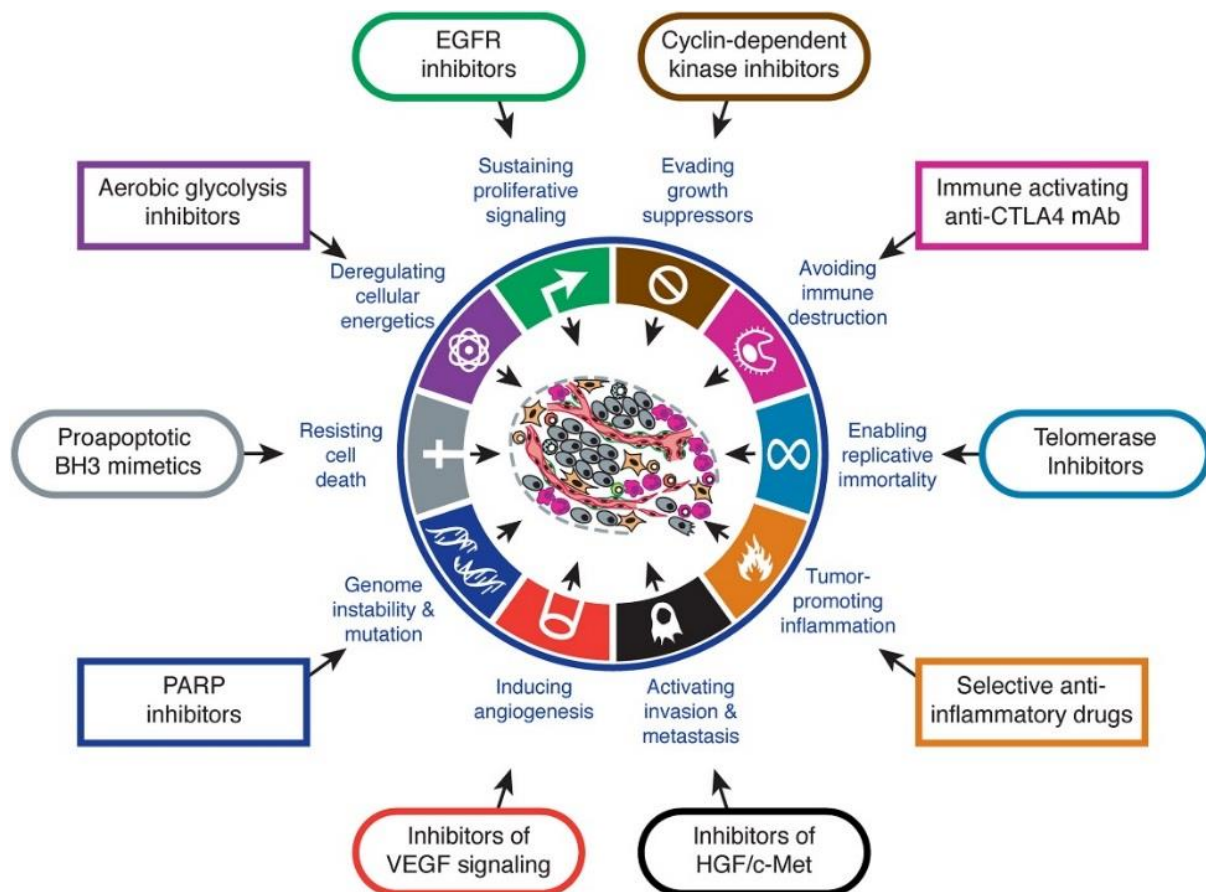 EGFR
inhibitors
Cyclin-dependent
kinase inhibitors
Sustaining
proliferative
signaling
Evading
growth
suppressors
Aerobic glycolysis
inhibitors
Immune activating
anti-CTLA4 mAb
Deregulating
cellular
energetics
Avoiding
immune
destruction
Proapoptotic
BH3 mimetics
Resisting
cell
death
Enabling
replicative
immortality
Telomerase
Inhibitors
Genome
instability &
mutation
Tumor-
promoting
inflammation
PARP
inhibitors
Inducing
angiogenesis
Activating
invasion &
metastasis
Selective anti-
inflammatory drugs
Inhibitors of
VEGF signaling
Inhibitors of
HGF/c-Met